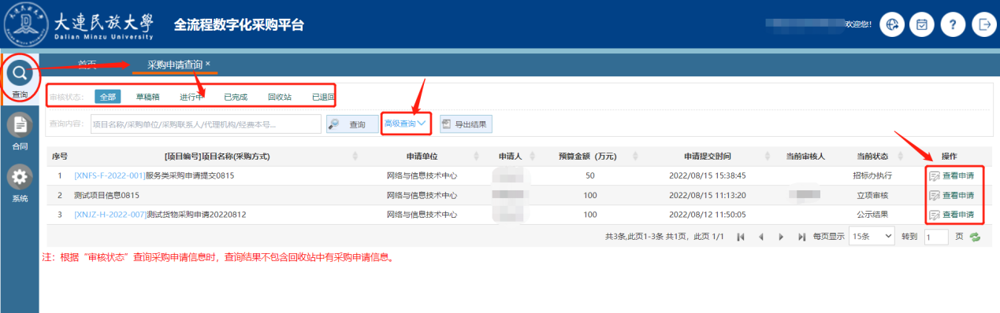 大連民族大學
Dalian Minzu University
全流程数字化采购平台
欢迎您!
首页 采购申请查询 ×
查询
合同
系统
审核状态: 全部 草稿箱 进行中 已完成 回收站 已退回
查询内容: 项目名称/采购单位/采购联系人/代理机构/经费本号... 查询 高级查询 导出结果
序号 [项目编号]项目名称(采购方式) 申请单位 申请人 预算金额 (万元) 申请提交时间 当前审核人 当前状态 操作
1 [XNFS-F-2022-001]服务类采购申请提交0815 网络与信息技术中心 50 2022/08/15 15:38:45 招标办执行 查看申请
2 测试项目信息0815 网络与信息技术中心 100 2022/08/15 11:13:20 立项审核 查看申请
3 [XNJZ-H-2022-007]测试货物采购申请20220812 网络与信息技术中心 100 2022/08/12 11:50:05 公示结果 查看申请
共3条,此页1-3条 共1页, 此页 1/1 每页显示 15条 转到 1 页
注: 根据“审核状态”查询采购申请信息时，查询结果不包含回收站中有采购申请信息。